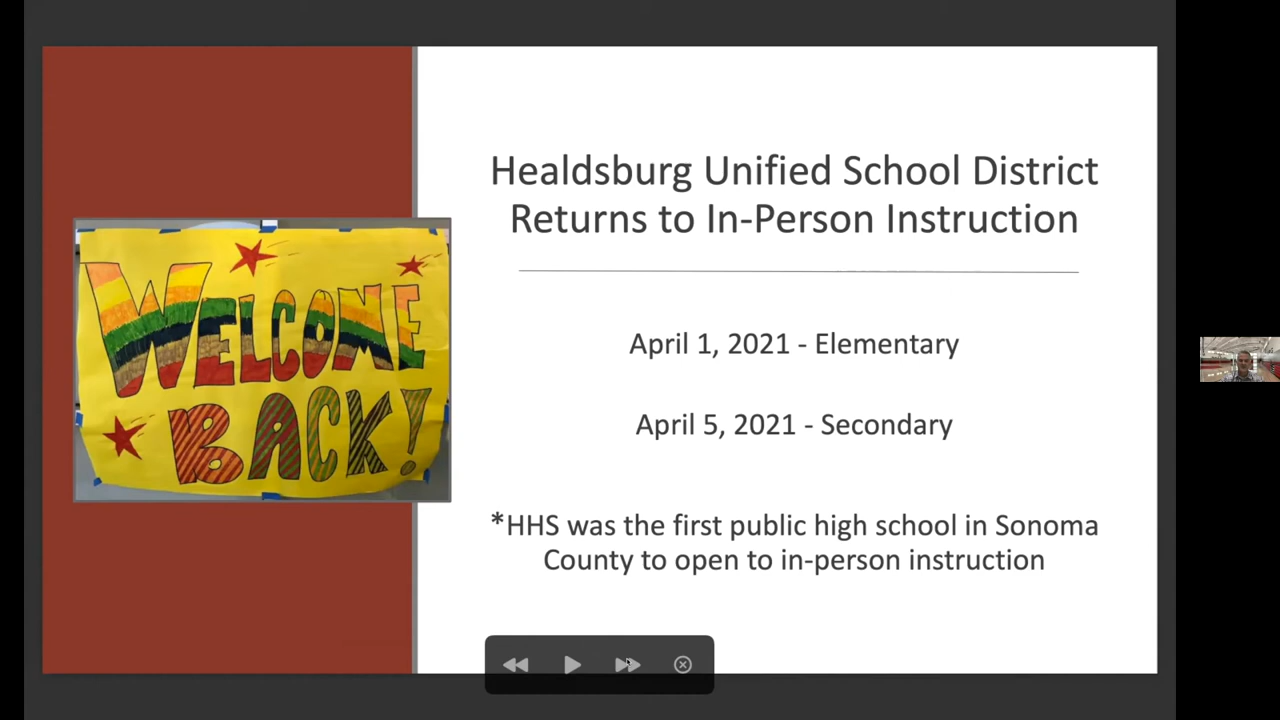 Healdsburg Unified School District
Returns to In-Person Instruction
April 1, 2021 - Elementary
April 5, 2021 - Secondary
*HHS was the first public high school in Sonoma
County to open to in-person instruction
WELCOME
BACK!